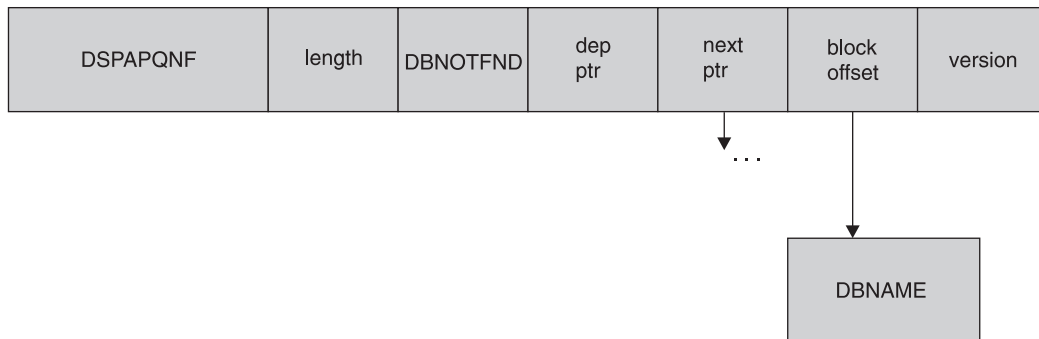 DSPAPQNF
length
DBNOTFND
dep
ptr
next
ptr
block
offset
version
...
DBNAME